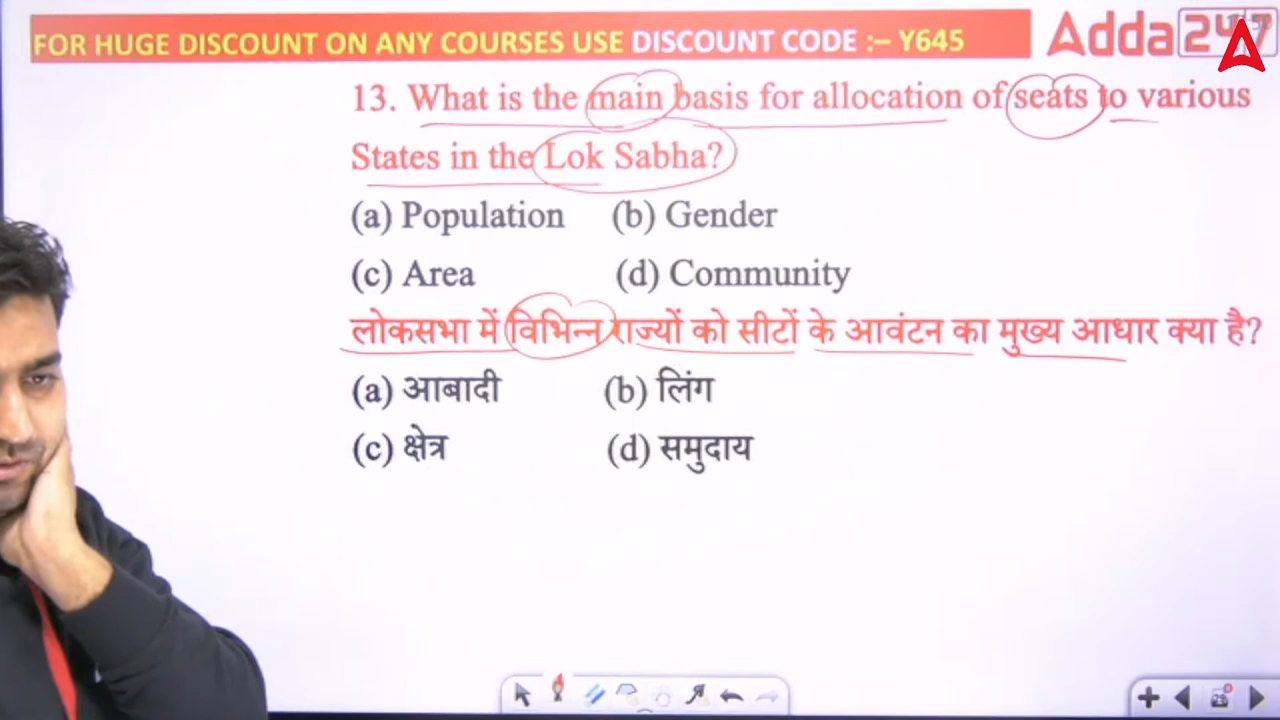 FOR HUGE DISCOUNT ON ANY COURSES USE DISCOUNT CODE :– Y645
Adda247
13. What is the main basis for allocation of seats to various
States in the Lok Sabha?
(a) Population (b) Gender
(c) Area (d) Community
लोकसभा में विभिन्न राज्यों को सीटों के आवंटन का मुख्य आधार क्या है?
(a) आबादी (b) लिंग
(c) क्षेत्र (d) समुदाय